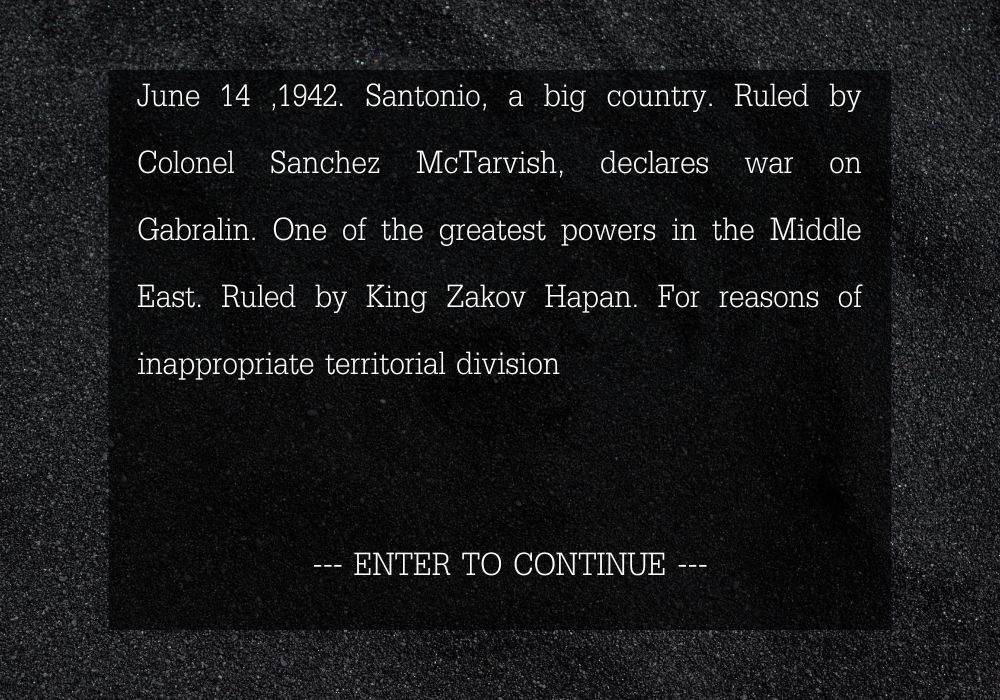 June 14 ,1942. Santonio, a big country. Ruled by
Colonel Sanchez McTarvish, declares war on
Gabralin. One of the greatest powers in the Middle
East. Ruled by King Zakov Hapan. For reasons of
inappropriate territorial division
--- ENTER TO CONTINUE ---